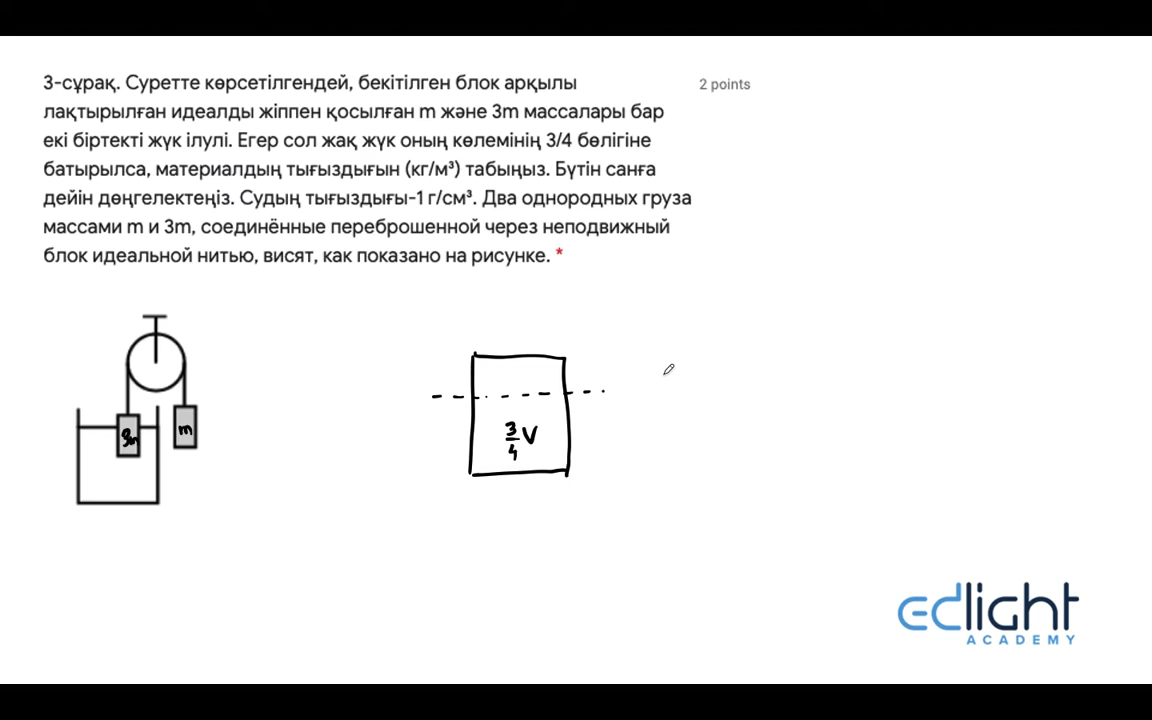 3-сұрақ. Суретте көрсетілгендей, бекітілген блок арқылы
2 points
лақтырылған идеалды жіппен қосылған m және 3m массалары бар
екі біртекті жүк ілулі. Егер сол жақ жүк оның көлемінің 3/4 бөлігіне
батырылса, материалдың тығыздығын (кг/м³) табыңыз. Бүтін санға
дейін дөңгелектеңіз. Судың тығыздығы-1 г/см³. Два однородных груза
массами m и 3m, соединённые переброшенной через неподвижный
блок идеальной нитью, висят, как показано на рисунке. *
3m
m
3/4 V
edlight
ACADEMY